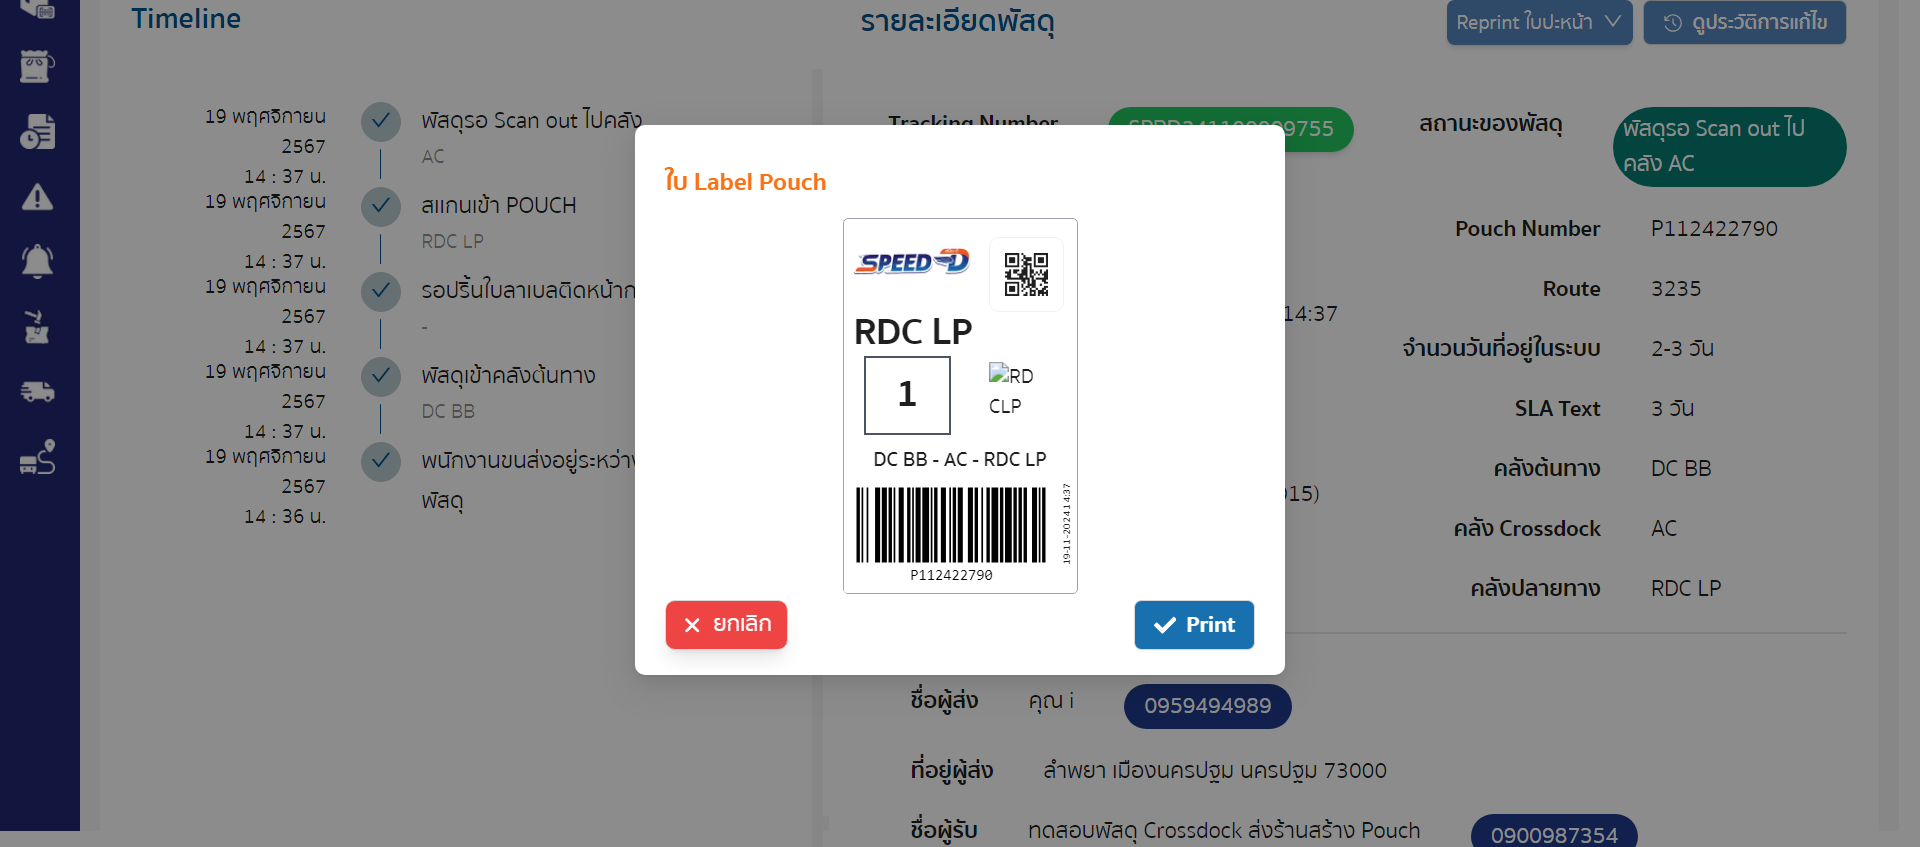 Timeline
19 พฤศจิกายน
2567
14 : 37 น.
พัสดุรอ Scan out ไปคลัง
AC
19 พฤศจิกายน
2567
14 : 37 น.
สแกนเข้า POUCH
RDC LP
19 พฤศจิกายน
2567
14 : 37 น.
รอปริ้นใบลาเบลติดหน้าก
-
19 พฤศจิกายน
2567
14 : 37 น.
พัสดุเข้าคลังต้นทาง
DC BB
19 พฤศจิกายน
2567
14 : 36 น.
พนักงานขนส่งอยู่ระหว่าง
พัสดุ
รายละเอียดพัสดุ
Reprint ใบปะหน้า
ดูประวัติการแก้ไข
Tracking Number
9755
สถานะของพัสดุ
พัสดุรอ Scan out ไป
คลัง AC
Pouch Number
P112422790
Route
3235
14:37
จำนวนวันที่อยู่ในระบบ
2-3 วัน
SLA Text
3 วัน
คลังต้นทาง
DC BB
15)
คลัง Crossdock
AC
คลังปลายทาง
RDC LP
ใบ Label Pouch
SPEED-D
RDC LP
1
RD
CLP
DC BB - AC - RDC LP
19-11-2024 14:37
P112422790
ยกเลิก
Print
ชื่อผู้ส่ง
คุณ i
0959494989
ที่อยู่ผู้ส่ง
ลำพยา เมืองนครปฐม นครปฐม 73000
ชื่อผู้รับ
ทดสอบพัสดุ Crossdock ส่งร้านสร้าง Pouch
0900987354